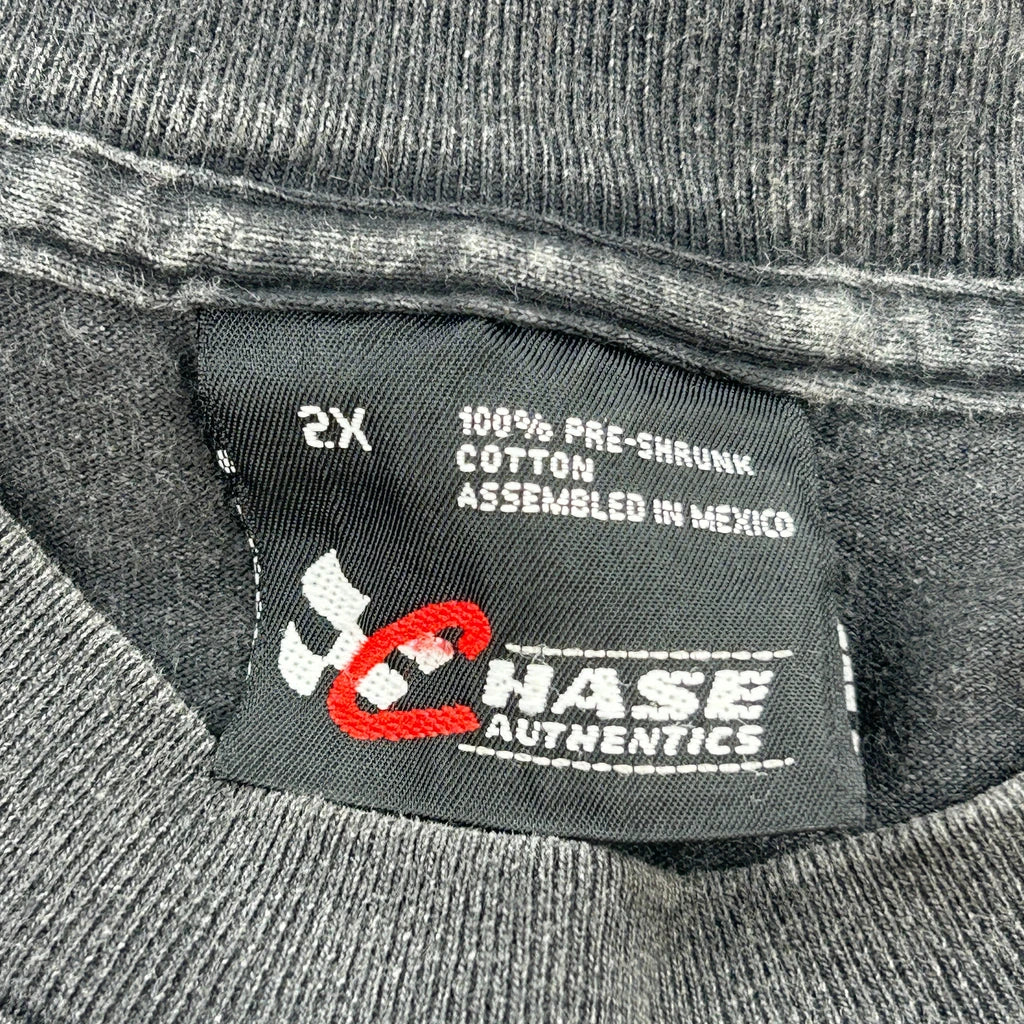 2X
100% PRE-SHRUNK
COTTON
ASSEMBLED IN MEXICO
CHASE
AUTHENTICS